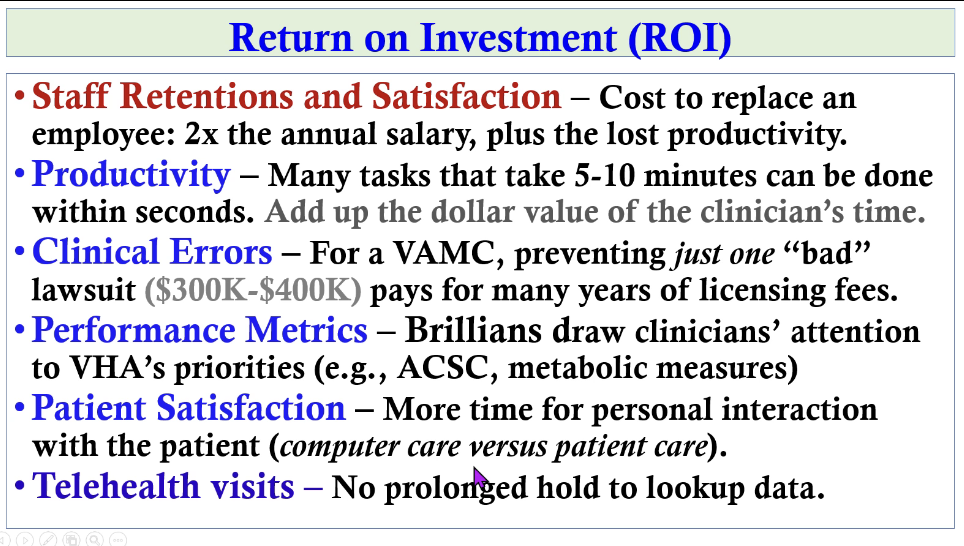 Return on Investment (ROI)
• Staff Retentions and Satisfaction – Cost to replace an
employee: 2x the annual salary, plus the lost productivity.
• Productivity – Many tasks that take 5-10 minutes can be done
within seconds. Add up the dollar value of the clinician's time.
• Clinical Errors – For a VAMC, preventing just one “bad”
lawsuit ($300K-$400K) pays for many years of licensing fees.
• Performance Metrics – Brillians draw clinicians’ attention
to VHA’s priorities (e.g., ACSC, metabolic measures)
• Patient Satisfaction – More time for personal interaction
with the patient (computer care versus patient care).
• Telehealth visits – No prolonged hold to lookup data.